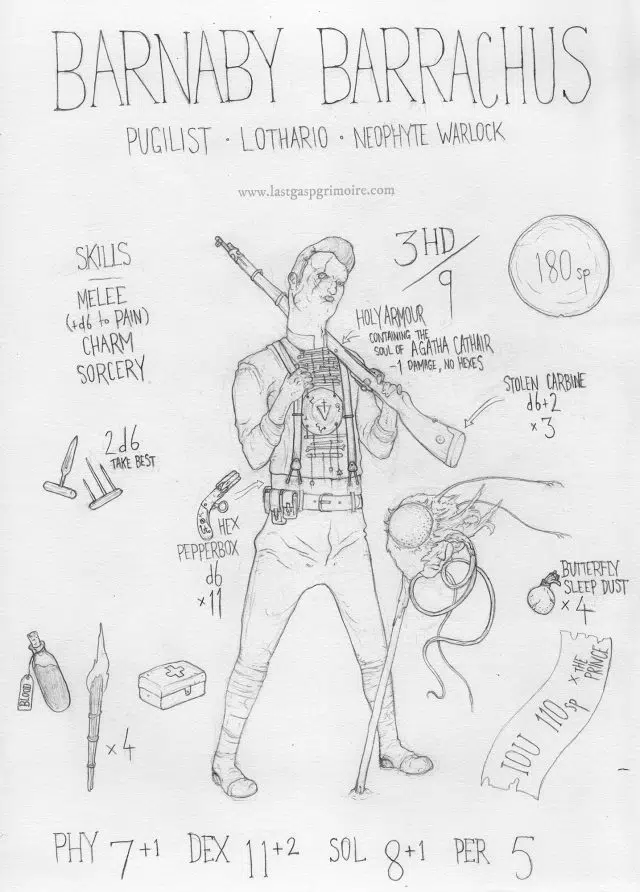 BARNABY BARRACHUS
PUGILIST · LOTHARIO · NEOPHYTE WARLOCK
www.lastgaspgrimoire.com
SKILLS
MELEE
(+d6 to PAIN)
CHARM
SORCERY
3HD/9
180 sp
HOLY ARMOUR
CONTAINING THE
SOUL OF AGATHA CATHAIR
-1 DAMAGE, NO HEXES
STOLEN CARBINE
d6+2
x 3
2d6
TAKE BEST
HEX
PEPPERBOX
d6
x 11
BUTTERFLY
SLEEP DUST
x 4
BLOOD
x 4
IOU 110 sp
x THE
PRINCE
PHY 7+1 DEX 11+2 SOL 8+1 PER 5